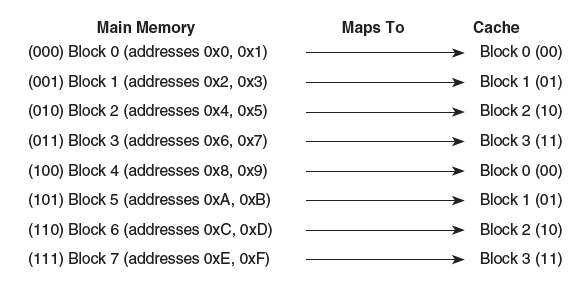 Main Memory Maps To Cache
(000) Block 0 (addresses 0x0, 0x1) Block 0 (00)
(001) Block 1 (addresses 0x2, 0x3) Block 1 (01)
(010) Block 2 (addresses 0x4, 0x5) Block 2 (10)
(011) Block 3 (addresses 0x6, 0x7) Block 3 (11)
(100) Block 4 (addresses 0x8, 0x9) Block 0 (00)
(101) Block 5 (addresses 0xA, 0xB) Block 1 (01)
(110) Block 6 (addresses 0xC, 0xD) Block 2 (10)
(111) Block 7 (addresses 0xE, 0xF) Block 3 (11)